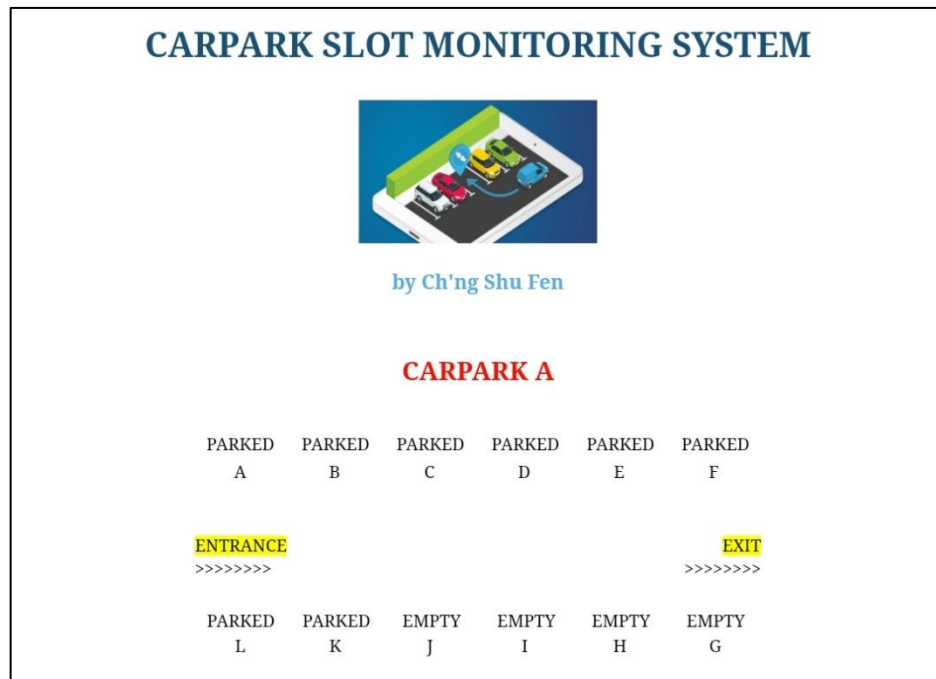 CARPARK SLOT MONITORING SYSTEM
by Ch'ng Shu Fen
CARPARK A
PARKED PARKED PARKED PARKED PARKED PARKED
A B C D E F
ENTRANCE EXIT
>>>>>>>> >>>>>>>>
PARKED PARKED EMPTY EMPTY EMPTY EMPTY
L K J I H G